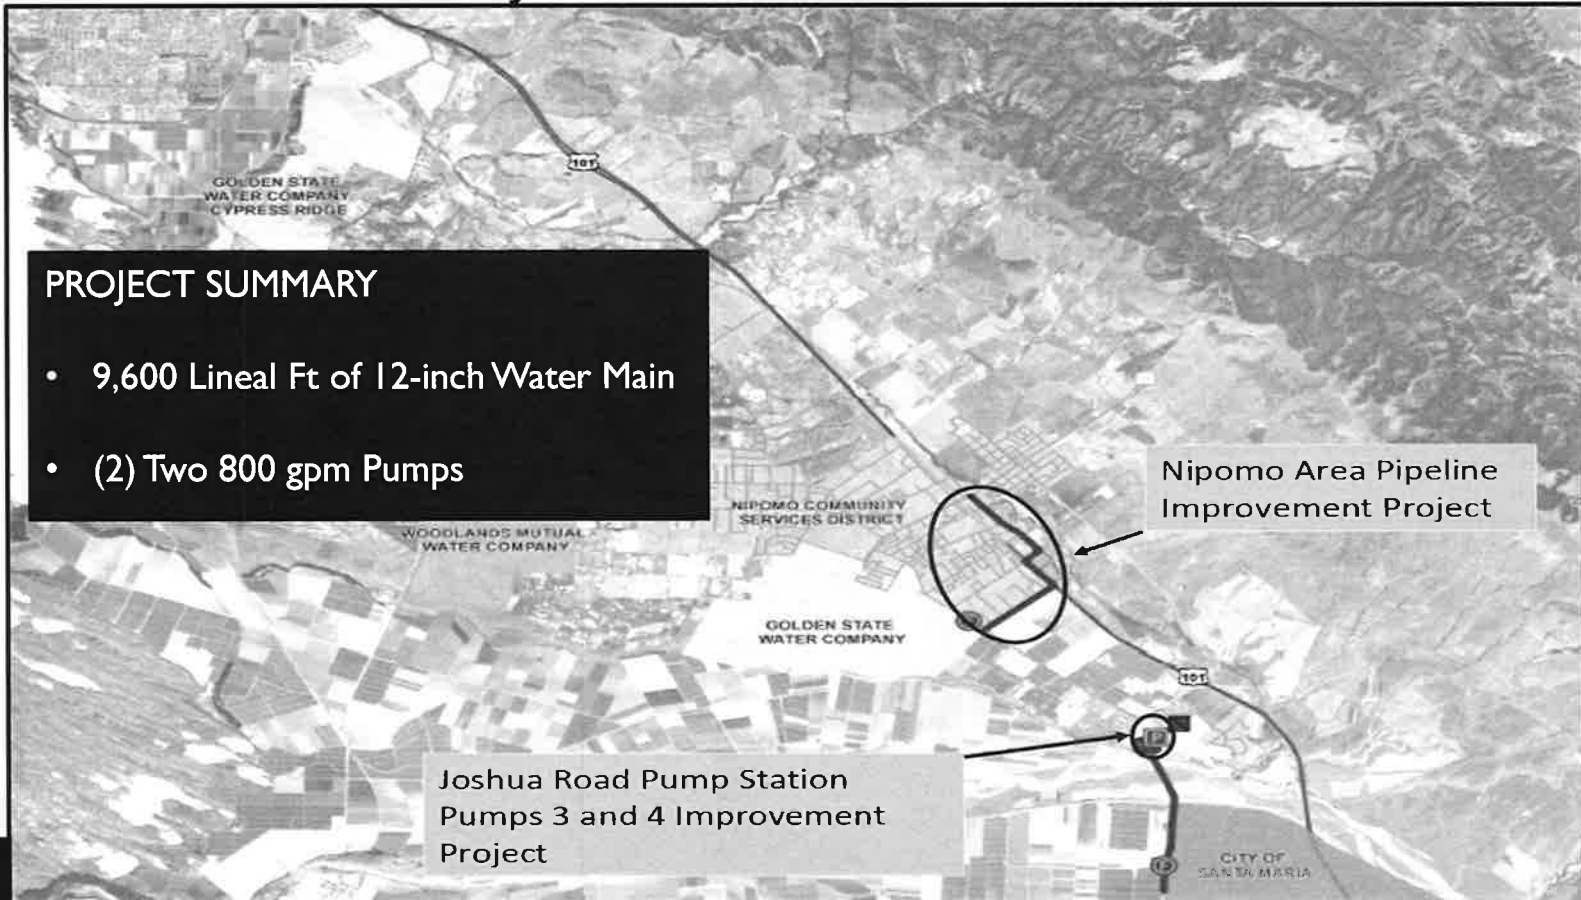 101
GOLDEN STATE
WATER COMPANY
CYPRESS RIDGE
PROJECT SUMMARY
• 9,600 Lineal Ft of 12-inch Water Main
• (2) Two 800 gpm Pumps
Nipomo Area Pipeline
Improvement Project
NIPOMO COMMUNITY
SERVICES DISTRICT
WOODLANDS MUTUAL
WATER COMPANY
GOLDEN STATE
WATER COMPANY
101
P
Joshua Road Pump Station
Pumps 3 and 4 Improvement
Project
CITY OF
SANTA MARIA